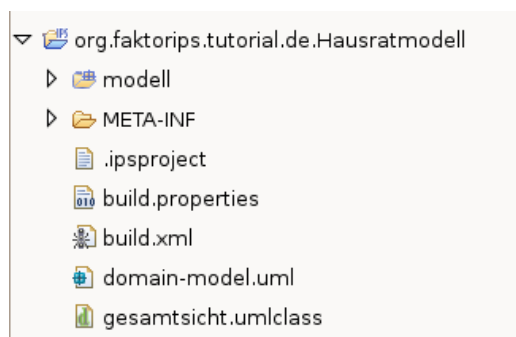 org.faktorips.tutorial.de.Hausratmodell
modell
META-INF
.ipsproject
build.properties
build.xml
domain-model.uml
gesamtsicht.umlclass